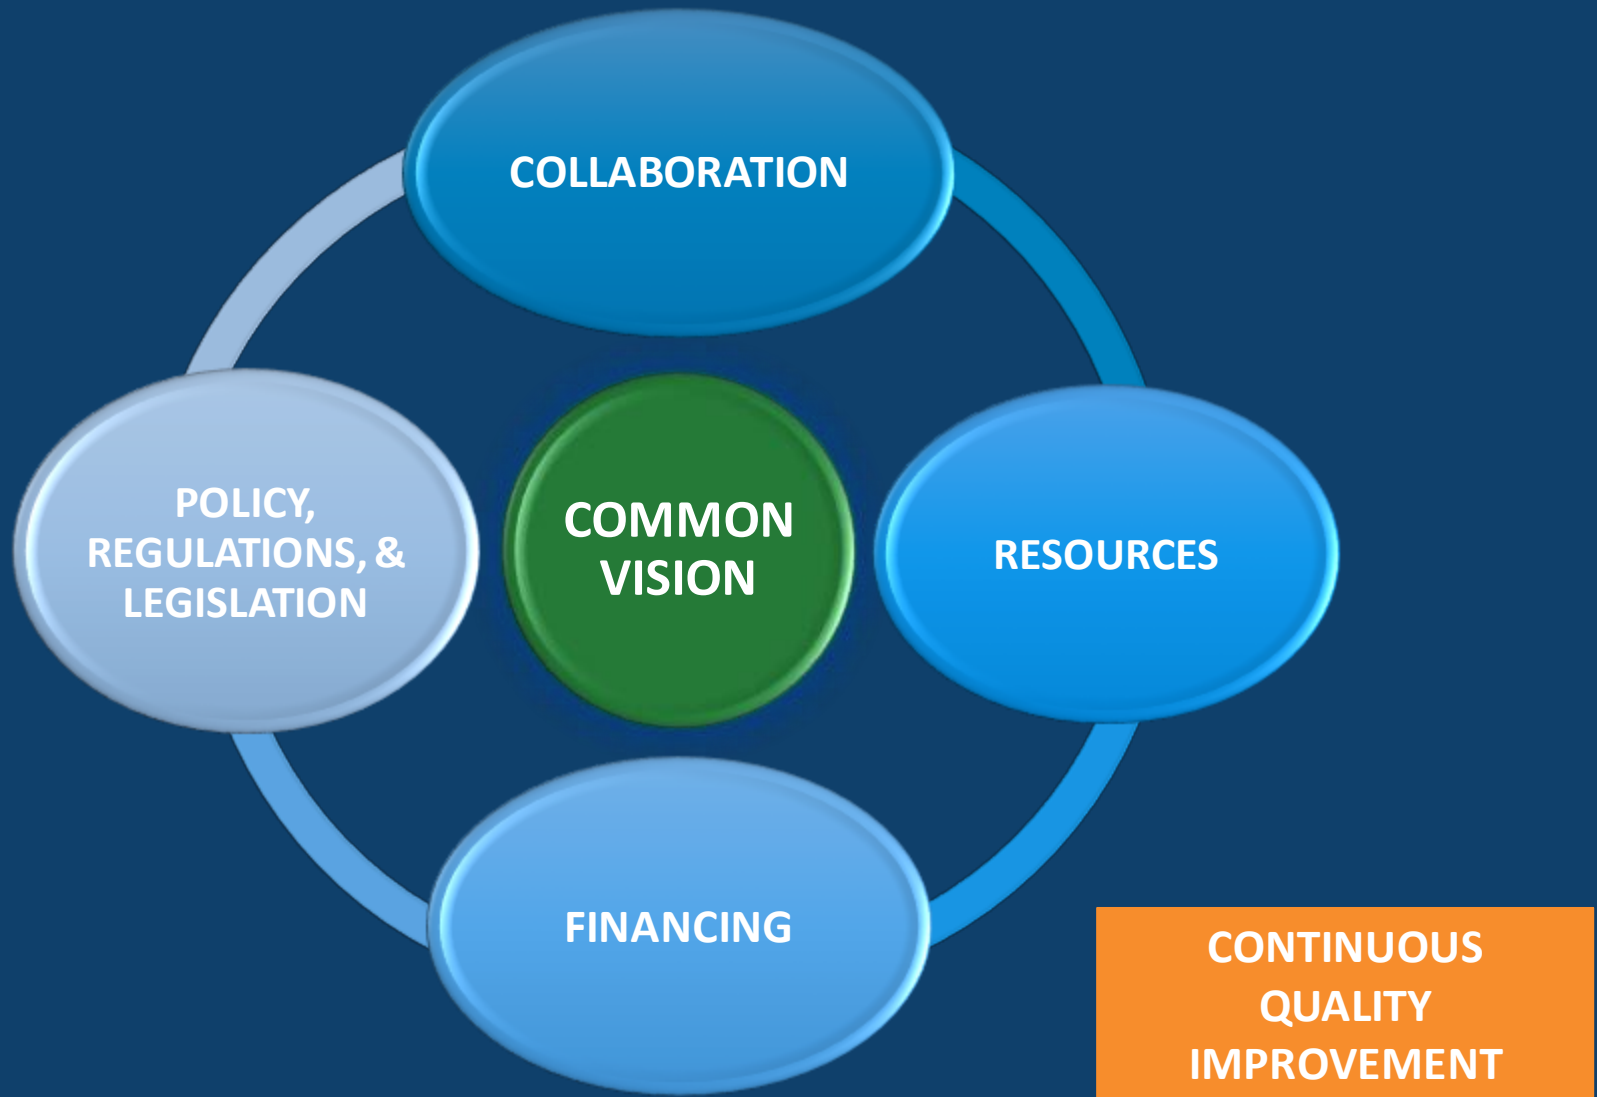 COLLABORATION
POLICY,
REGULATIONS, &
LEGISLATION
COMMON
VISION
RESOURCES
FINANCING
CONTINUOUS
QUALITY
IMPROVEMENT